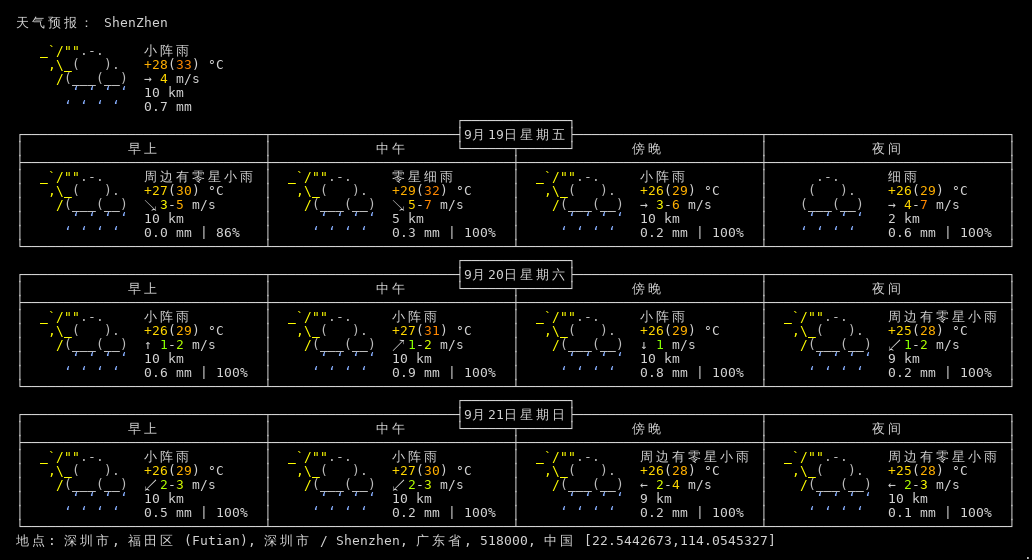 天气预报： ShenZhen
小阵雨
+28(33) °C
→ 4 m/s
10 km
0.7 mm
9月19日星期五
早上 中午 傍晚 夜间
周边有零星小雨 零星细雨 小阵雨 细雨
+27(30) °C +29(32) °C +26(29) °C +26(29) °C
↘ 3-5 m/s ↘ 5-7 m/s → 3-6 m/s → 4-7 m/s
10 km 5 km 10 km 2 km
0.0 mm | 86% 0.3 mm | 100% 0.2 mm | 100% 0.6 mm | 100%
9月20日星期六
早上 中午 傍晚 夜间
小阵雨 小阵雨 小阵雨 周边有零星小雨
+26(29) °C +27(31) °C +26(29) °C +25(28) °C
↑ 1-2 m/s ↗ 1-2 m/s ↓ 1 m/s ↙ 1-2 m/s
10 km 10 km 10 km 9 km
0.6 mm | 100% 0.9 mm | 100% 0.8 mm | 100% 0.2 mm | 100%
9月21日星期日
早上 中午 傍晚 夜间
小阵雨 小阵雨 周边有零星小雨 周边有零星小雨
+26(29) °C +27(30) °C +26(28) °C +25(28) °C
↙ 2-3 m/s ↙ 2-3 m/s ← 2-4 m/s ← 2-3 m/s
10 km 10 km 9 km 10 km
0.5 mm | 100% 0.2 mm | 100% 0.2 mm | 100% 0.1 mm | 100%
地点: 深圳市, 福田区 (Futian), 深圳市 / Shenzhen, 广东省, 518000, 中国 [22.5442673,114.0545327]